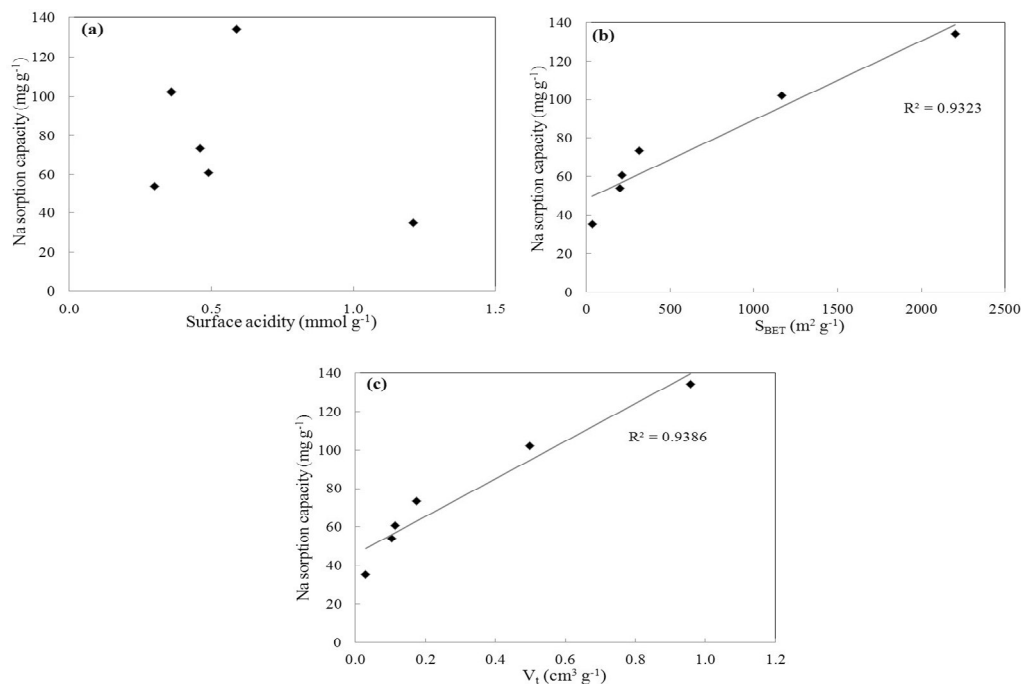 (a)
Na sorption capacity (mg g⁻¹)
140
120
100
80
60
40
20
0
0.0 0.5 1.0 1.5
Surface acidity (mmol g⁻¹)
(b)
Na sorption capacity (mg g⁻¹)
140
120
100
80
60
40
20
0
R² = 0.9323
0 500 1000 1500 2000 2500
S_BET (m² g⁻¹)
(c)
Na sorption capacity (mg g⁻¹)
140
120
100
80
60
40
20
0
R² = 0.9386
0.0 0.2 0.4 0.6 0.8 1.0 1.2
V_t (cm³ g⁻¹)